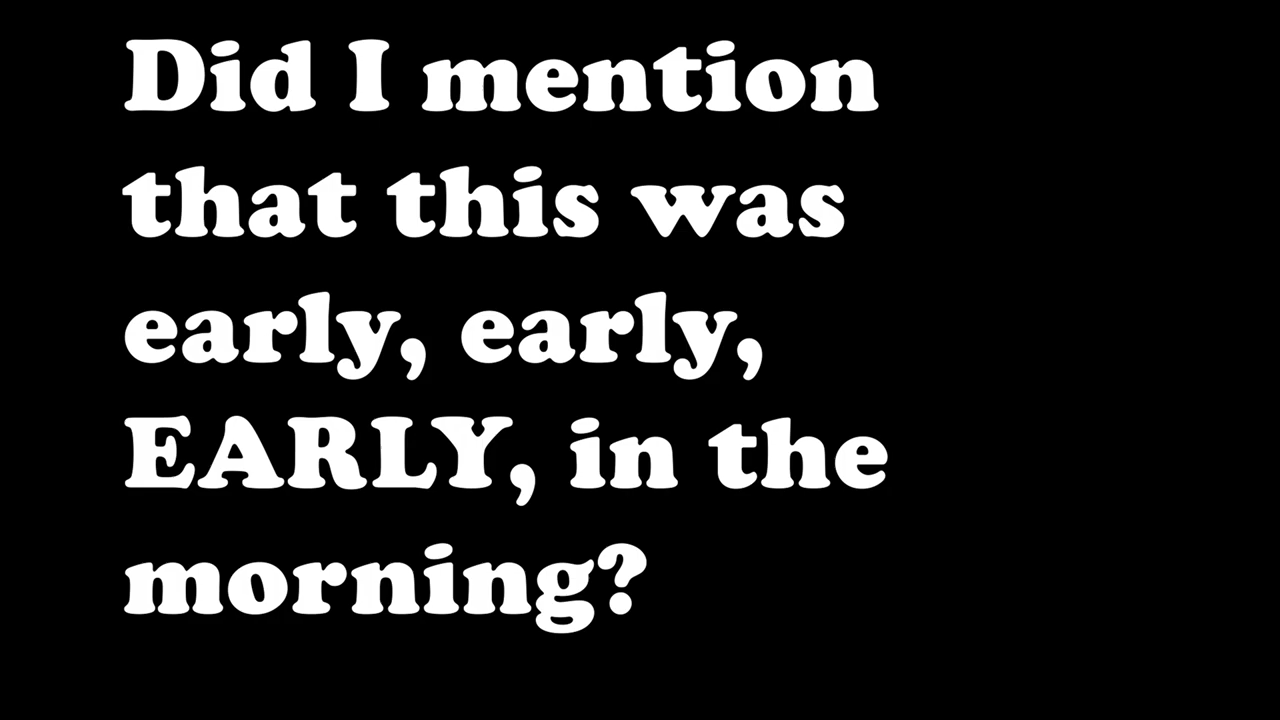 Did I mention
that this was
early, early,
EARLY, in the
morning?